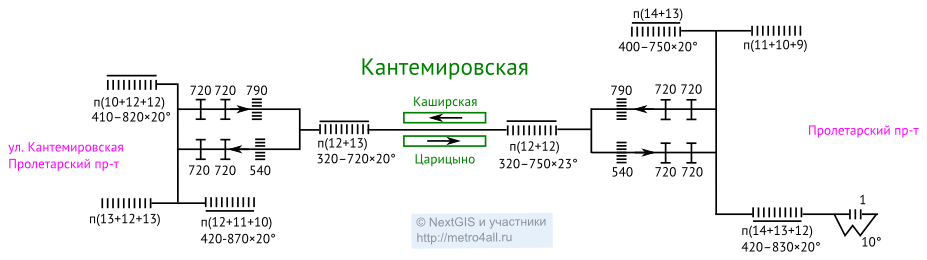 п(14+13)
400–750×20°
п(11+10+9)
Кантемировская
п(10+12+12)
410–820×20°
720 720 790
790 720 720
Каширская
ул. Кантемировская
Пролетарский пр-т
Пролетарский пр-т
п(12+13)
320–720×20°
Царицыно
п(12+12)
320–750×23°
720 720 540
540 720 720
п(13+12+13)
п(12+11+10)
420-870×20°
© NextGIS и участники
http://metro4all.ru
п(14+13+12)
420–830×20°
1
10°